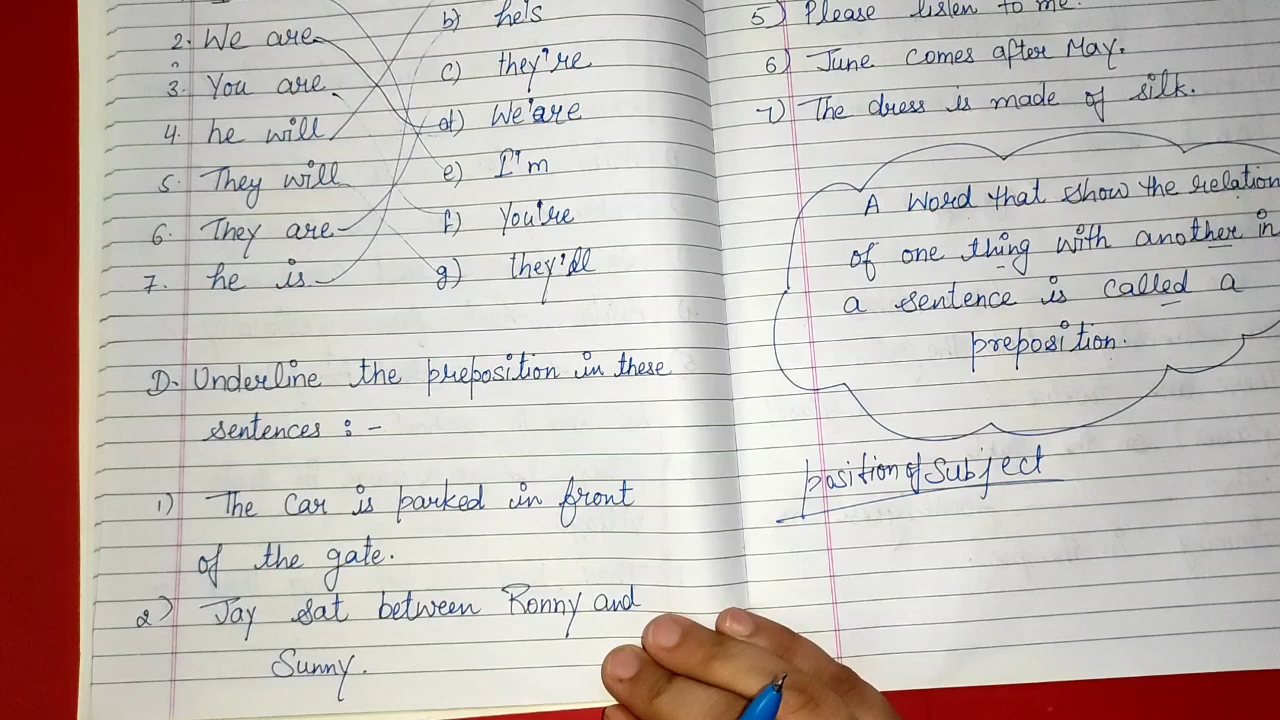 2. We are
3. You are
4. he will
5. They will
6. They are
7. he is
b) he's
c) they're
d) We'are
e) I'm
f) You're
g) they'll
D. Underline the preposition in these
sentences : -
1) The car is parked in front
of the gate.
2) Jay sat between Ronny and
Sunny.
5) Please listen to me.
6) June comes after May.
7) The dress is made of silk.
A word that show the relation
of one thing with another in
a sentence is called a
preposition.
position of Subject